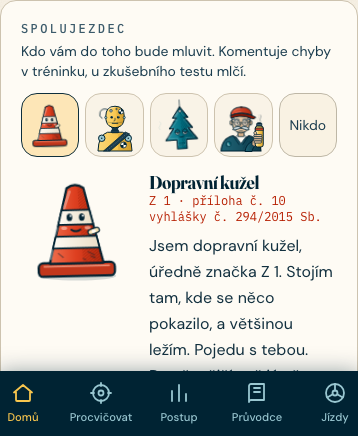 SPOLUJEZDEC
Kdo vám do toho bude mluvit. Komentuje chyby
v tréninku, u zkušebního testu mlčí.
Nikdo
Dopravní kužel
Z 1 · příloha č. 10
vyhlášky č. 294/2015 Sb.
Jsem dopravní kužel,
úředně značka Z 1. Stojím
tam, kde se něco
pokazilo, a většinou
ležím. Pojedu s tebou.
Domů
Procvičovat
Postup
Průvodce
Jízdy